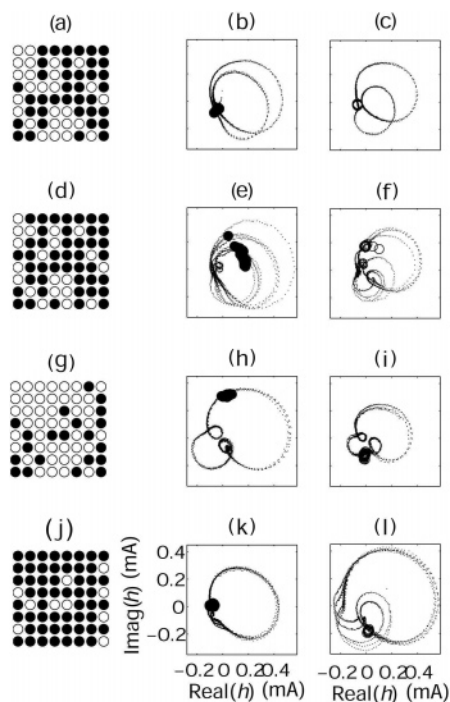 (a) (b) (c)
(d) (e) (f)
(g) (h) (i)
(j) (k) (l)
Imag(h) (mA)
0.4
0.2
0
−0.2
−0.2 0 0.2 0.4 −0.2 0 0.2 0.4
Real(h) (mA) Real(h) (mA)